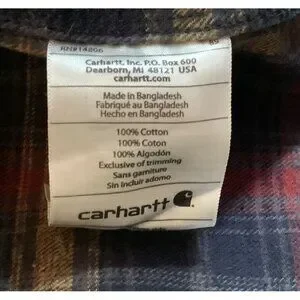 RN#14806
Carhartt, Inc. P.O. Box 600
Dearborn, MI 48121 USA
carhartt.com
Made in Bangladesh
Fabriqué au Bangladesh
Hecho en Bangladesh
100% Cotton
100% Coton
100% Algodón
Exclusive of trimming
Sans garniture
Sin incluir adorno
carhartt